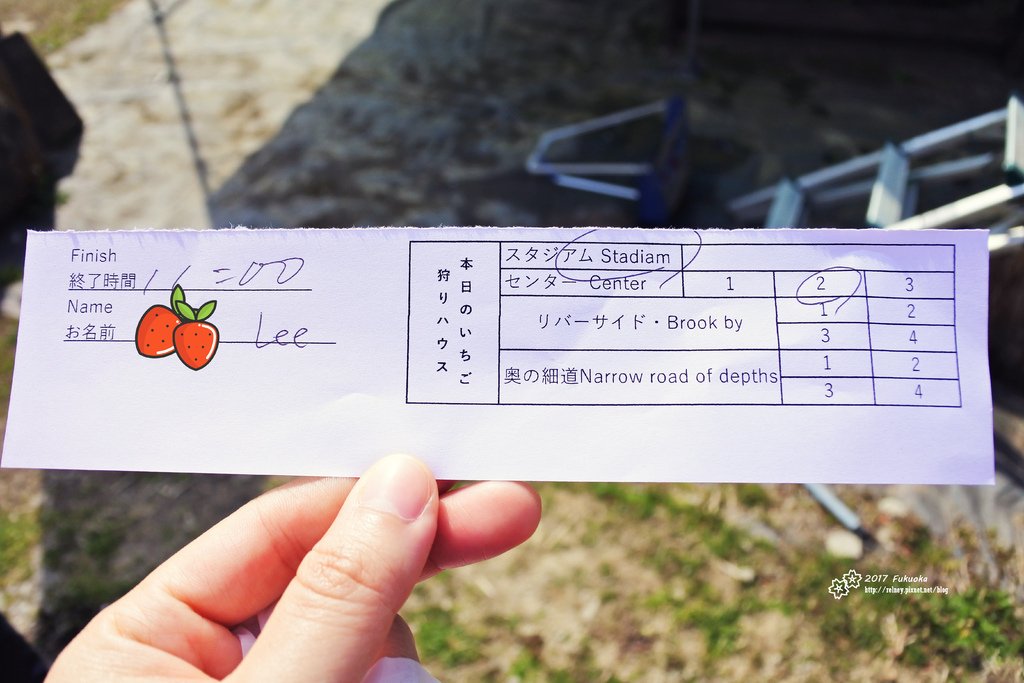 Finish
終了時間 11:00
Name
お名前 Lee
本日のいちご
狩りハウス
スタジアム Stadiam
センター Center 1 2 3
リバーサイド・Brook by 1 2
3 4
奥の細道Narrow road of depths 1 2
3 4
2017 Fukuoka
http://relney.pixnet.net/blog